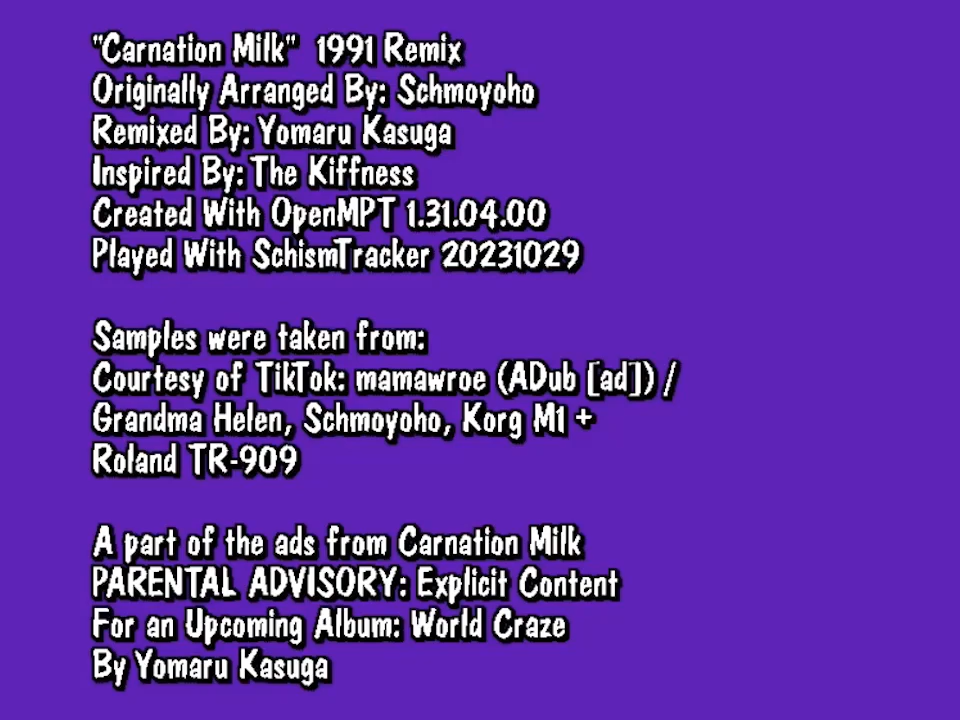 "Carnation Milk"  1991 Remix
Originally Arranged By: Schmoyoho
Remixed By: Yomaru Kasuga
Inspired By: The Kiffness
Created With OpenMPT 1.31.04.00
Played With SchismTracker 20231029
Samples were taken from:
Courtesy of TikTok: mamawroe (ADub [ad]) /
Grandma Helen, Schmoyoho, Korg M1 +
Roland TR-909
A part of the ads from Carnation Milk
PARENTAL ADVISORY: Explicit Content
For an Upcoming Album: World Craze
By Yomaru Kasuga